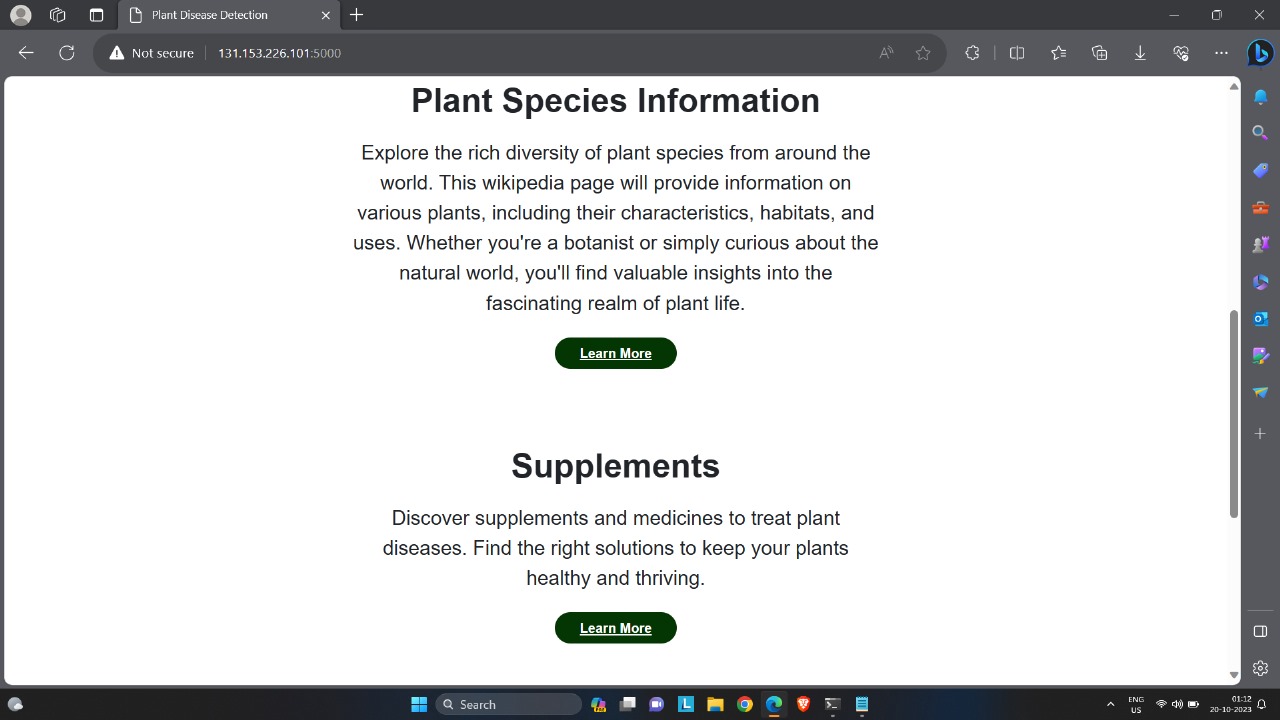 Plant Disease Detection
Not secure
131.153.226.101:5000
Plant Species Information
Explore the rich diversity of plant species from around the
world. This wikipedia page will provide information on
various plants, including their characteristics, habitats, and
uses. Whether you're a botanist or simply curious about the
natural world, you'll find valuable insights into the
fascinating realm of plant life.
Learn More
Supplements
Discover supplements and medicines to treat plant
diseases. Find the right solutions to keep your plants
healthy and thriving.
Learn More
Search
ENG
US
01:12
20-10-2023